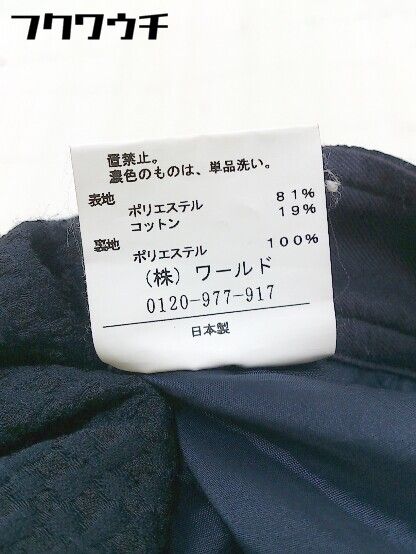 フクワウチ
置禁止。
濃色のものは、単品洗い。
表地
ポリエステル 81%
コットン 19%
裏地
ポリエステル 100%
(株) ワールド
0120-977-917
日本製